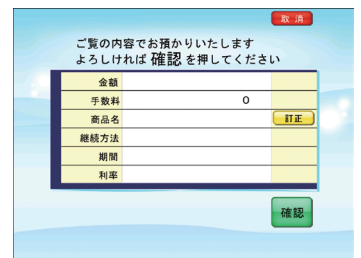 取 消
ご覧の内容でお預かりいたします
よろしければ 確認 を押してください
金額
手数料 0
商品名 訂正
継続方法
期間
利率
確認